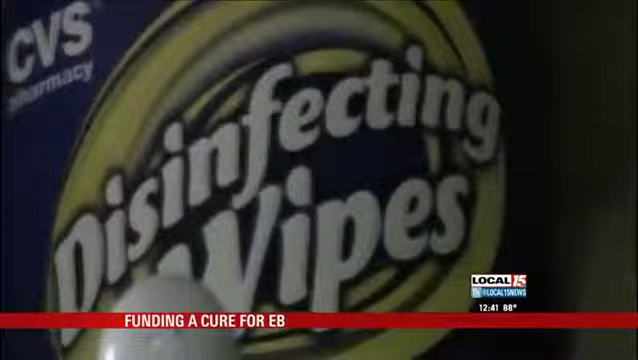 CVS
pharmacy
Disinfecting
Wipes
LOCAL 15
@LOCAL15NEWS
12:41 88°
FUNDING A CURE FOR EB